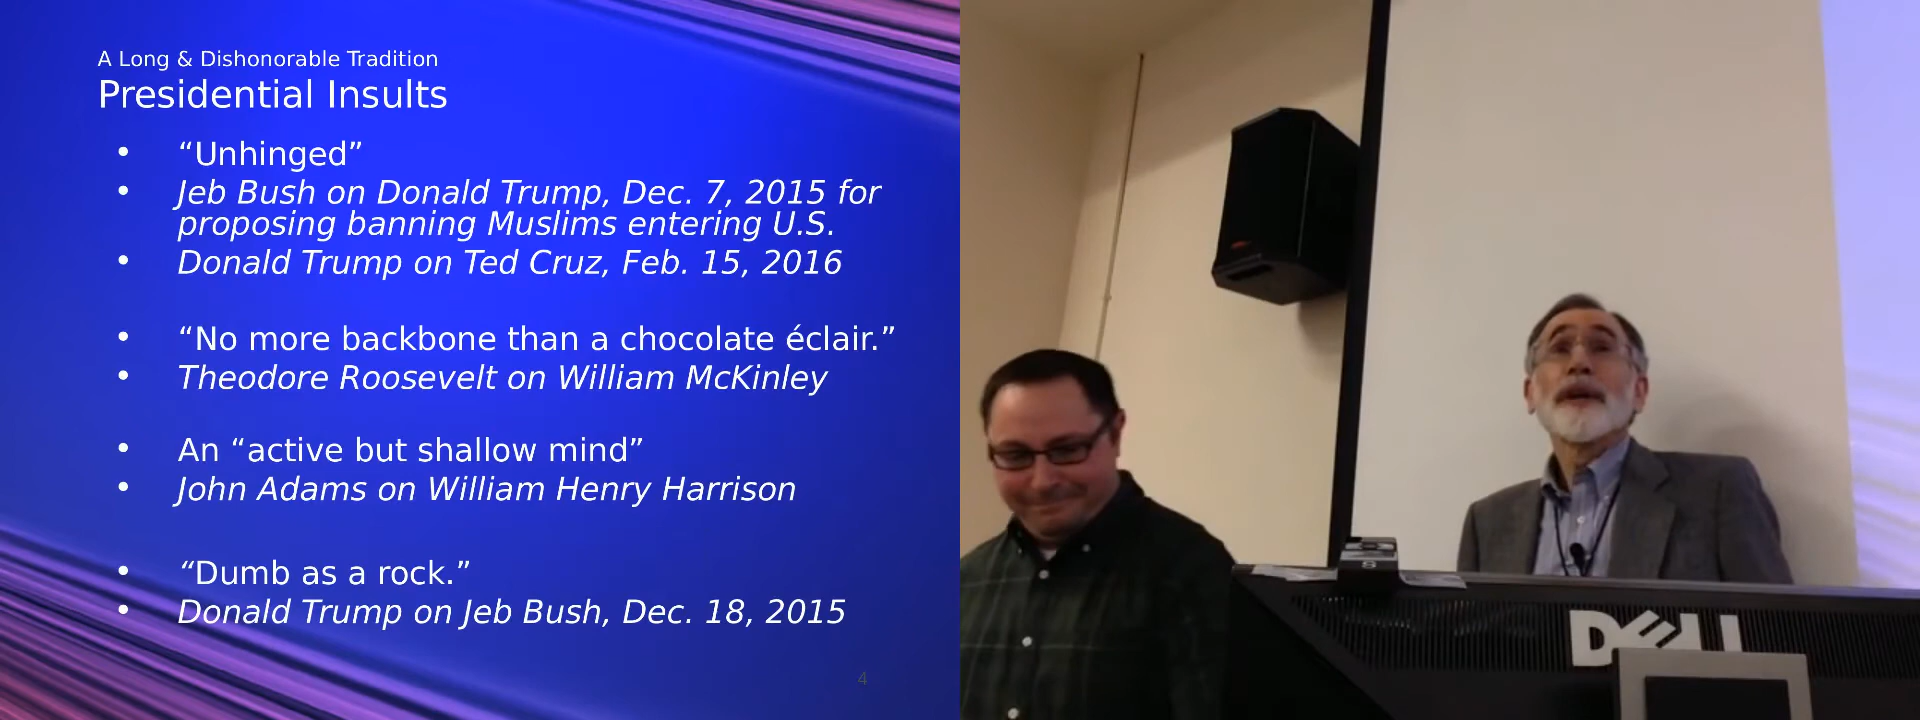 A Long & Dishonorable Tradition
Presidential Insults
• “Unhinged”
• Jeb Bush on Donald Trump, Dec. 7, 2015 for
proposing banning Muslims entering U.S.
• Donald Trump on Ted Cruz, Feb. 15, 2016
• “No more backbone than a chocolate éclair.”
• Theodore Roosevelt on William McKinley
• An “active but shallow mind”
• John Adams on William Henry Harrison
• “Dumb as a rock.”
• Donald Trump on Jeb Bush, Dec. 18, 2015
4
DELL